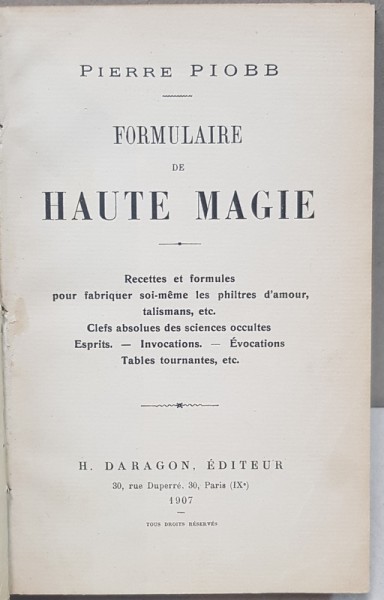 PIERRE PIOBB
FORMULAIRE
DE
HAUTE MAGIE
Recettes et formules
pour fabriquer soi-même les philtres d'amour,
talismans, etc.
Clefs absolues des sciences occultes
Esprits. — Invocations. — Évocations
Tables tournantes, etc.
H. DARAGON, ÉDITEUR
30, rue Duperré, 30, Paris (IXe)
1907
TOUS DROITS RÉSERVÉS